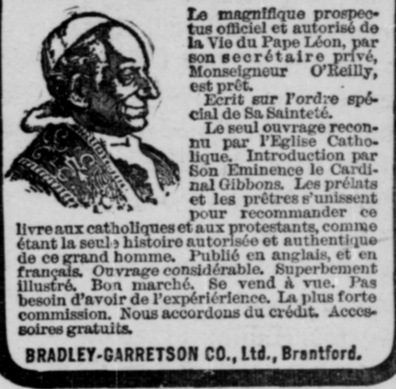 Le magnifique prospec-
tus officiel et autorisé de
la Vie du Pape Léon, par
son secrétaire privé,
Monseigneur O'Reilly,
est prêt.
Ecrit sur l'ordre spé-
cial de Sa Sainteté.
Le seul ouvrage recon-
nu par l'Eglise Catho-
lique. Introduction par
Son Eminence le Cardi-
nal Gibbons. Les prélats
et les prêtres s'unissent
pour recommander ce
livre aux catholiques et aux protestants, comme
étant la seule histoire autorisée et authentique
de ce grand homme. Publié en anglais, et en
français. Ouvrage considérable. Superbement
illustré. Bon marché. Se vend à vue. Pas
besoin d'avoir de l'expériérience. La plus forte
commission. Nous accordons du crédit. Acces-
soires gratuits.
BRADLEY-GARRETSON CO., Ltd., Brantford.